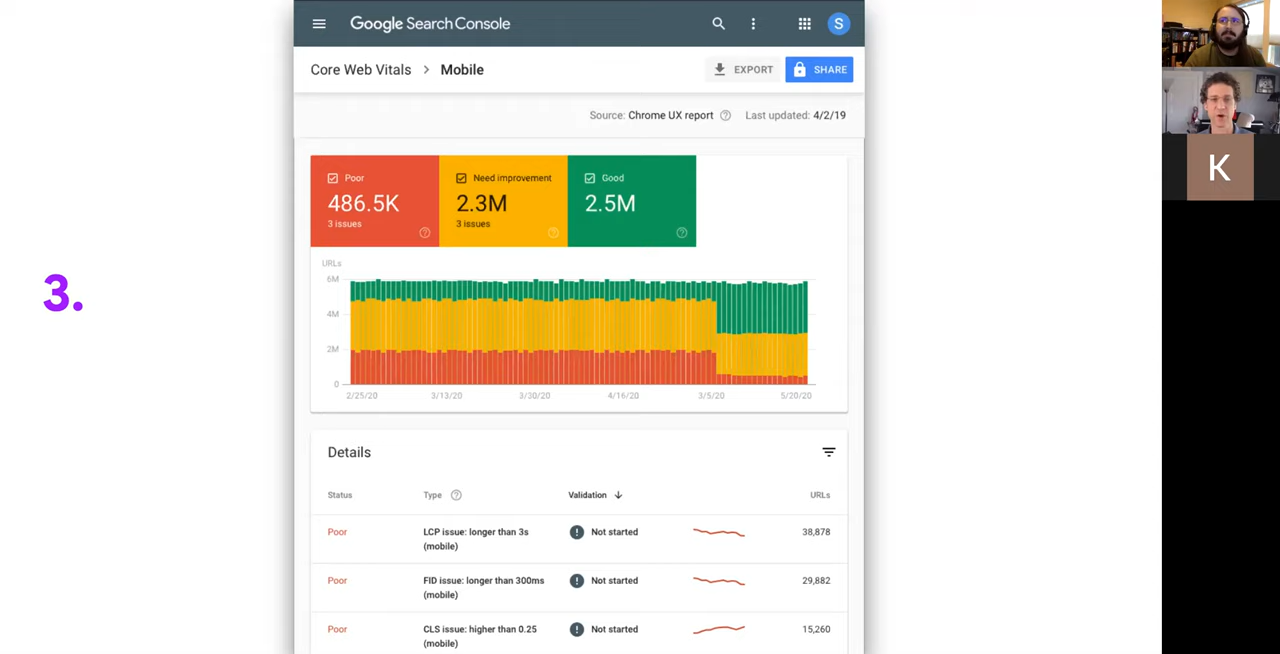 Google Search Console
S
Core Web Vitals > Mobile
EXPORT
SHARE
Source: Chrome UX report
Last updated: 4/2/19
Poor
486.5K
3 issues
Need improvement
2.3M
3 issues
Good
2.5M
3.
URLs
6M
4M
2M
0
2/25/20 3/13/20 3/30/20 4/16/20 3/5/20 5/20/20
Details
Status Type Validation URLs
Poor LCP issue: longer than 3s Not started 38,878
(mobile)
Poor FID issue: longer than 300ms Not started 29,882
(mobile)
Poor CLS issue: higher than 0.25 Not started 15,260
(mobile)
K